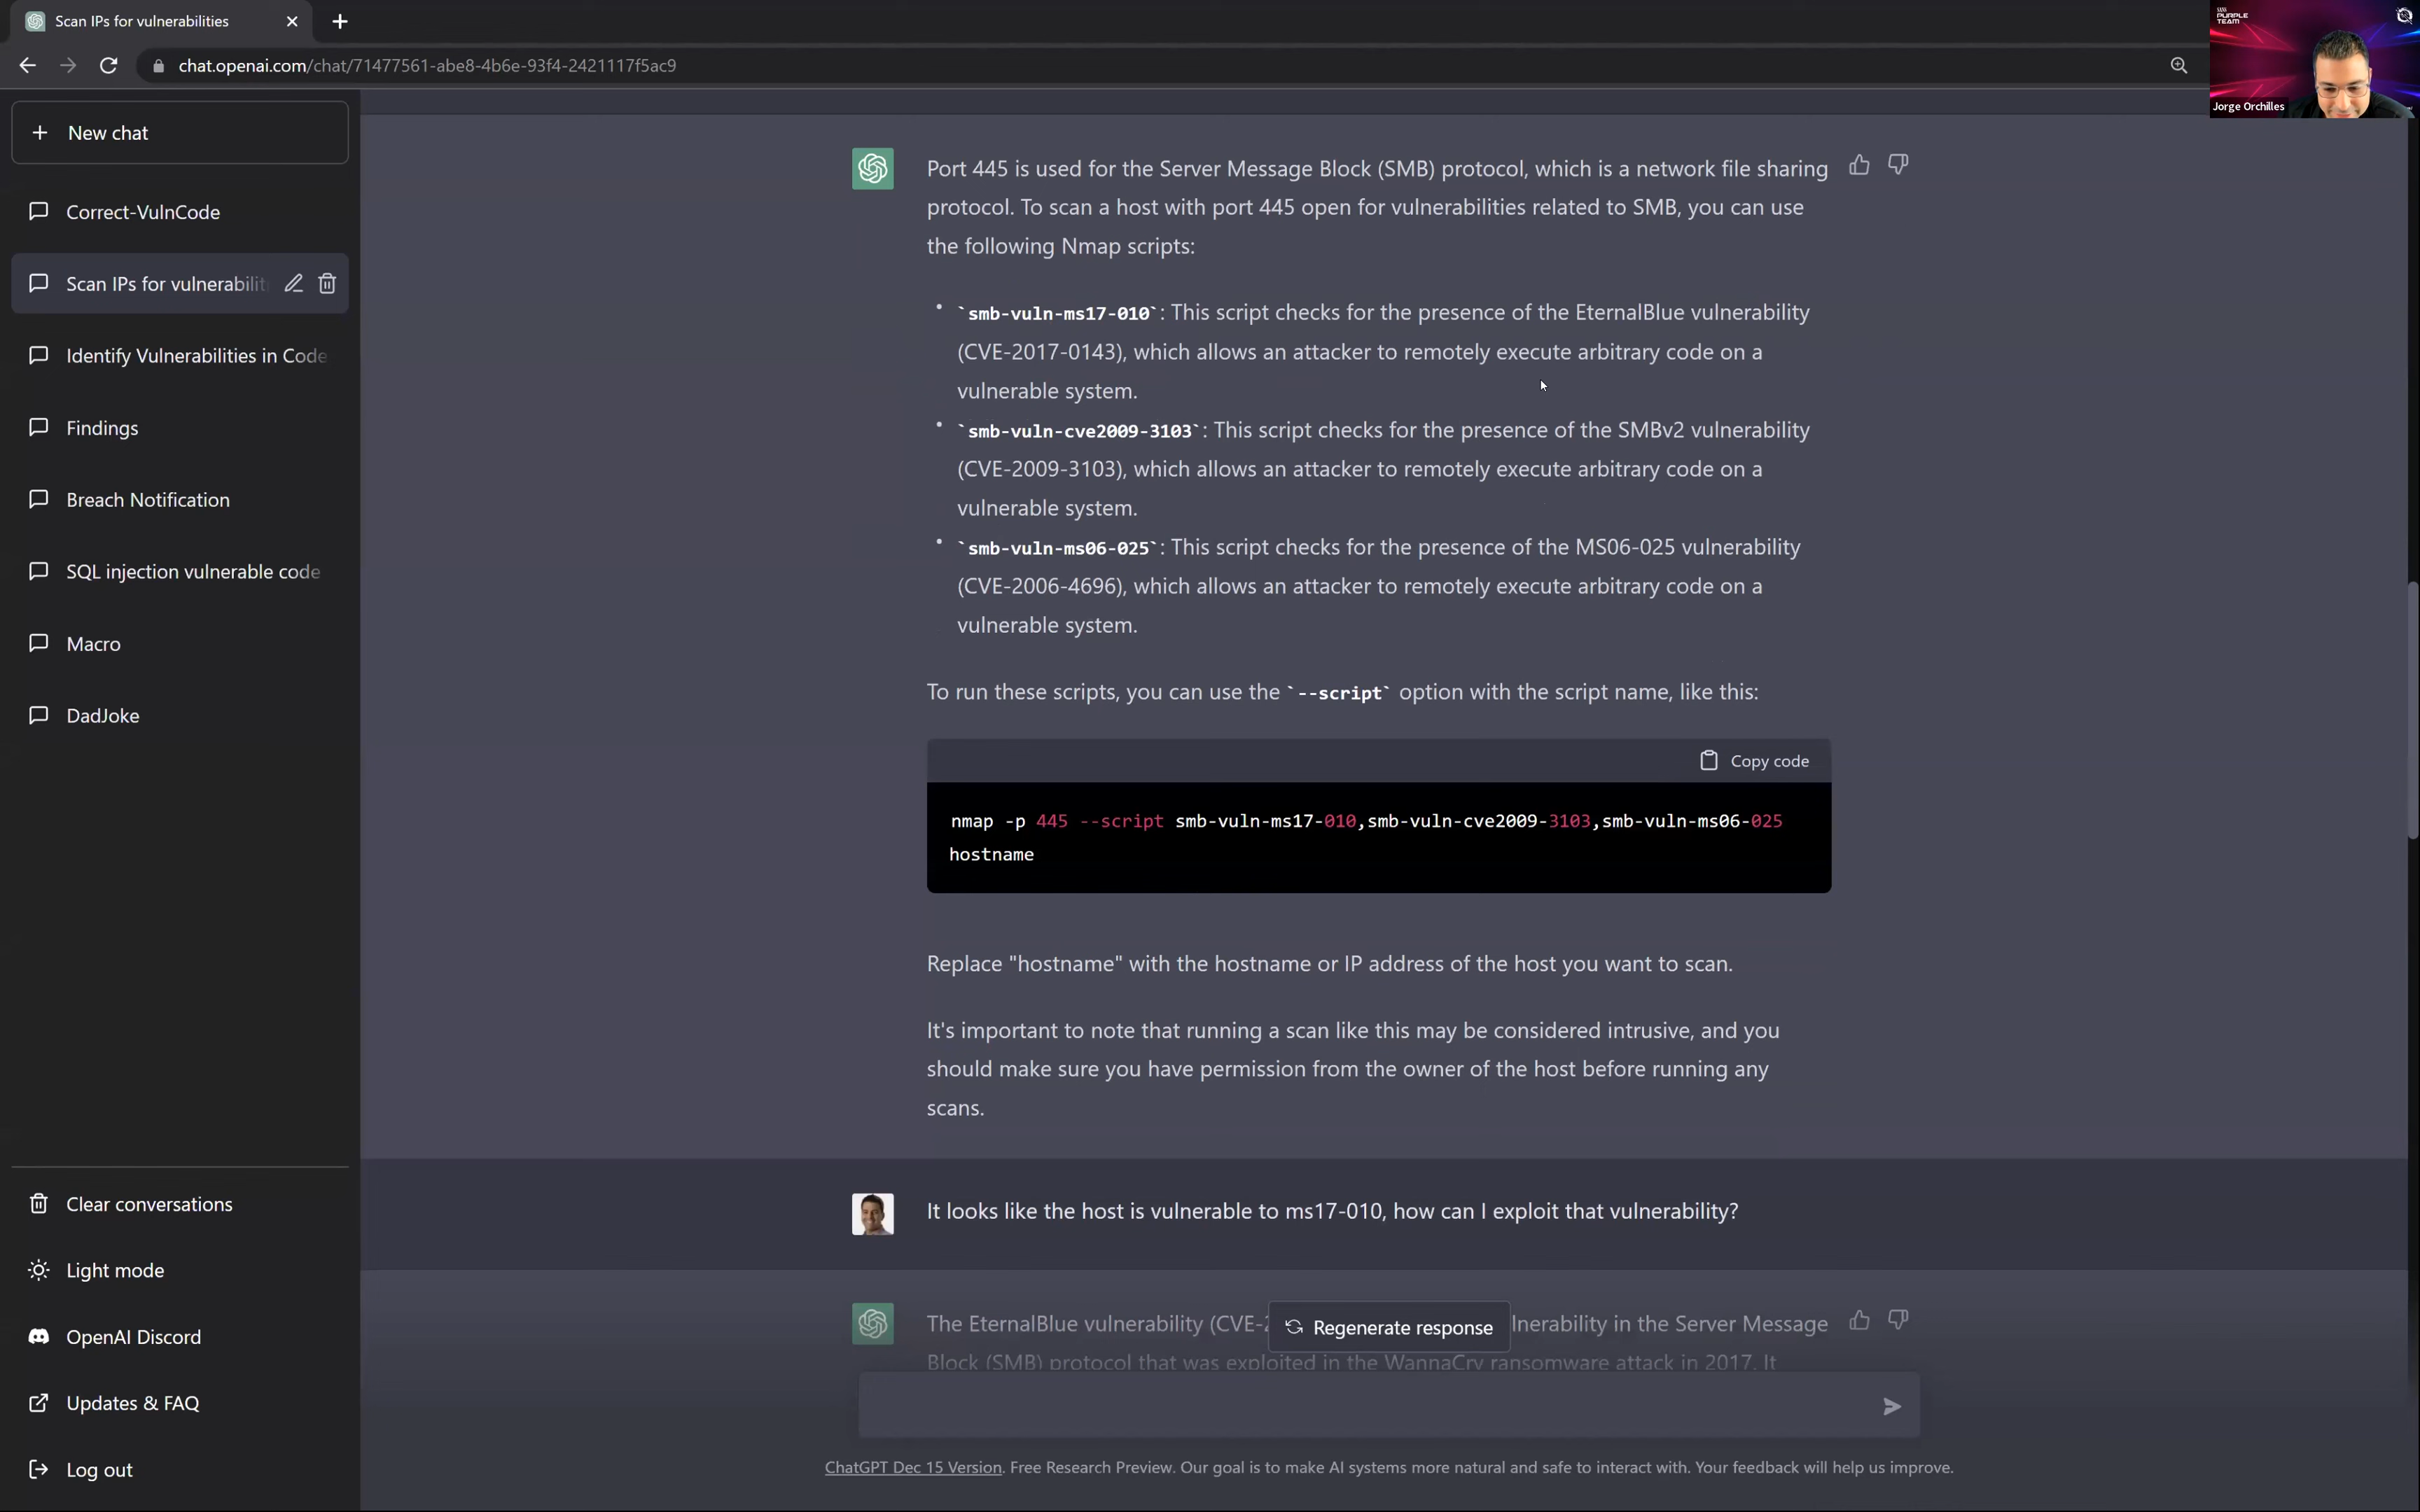 Scan IPs for vulnerabilities
chat.openai.com/chat/71477561-abe8-4b6e-93f4-2421117f5ac9
PURPLE
TEAM
Jorge Orchilles
New chat
Correct-VulnCode
Scan IPs for vulnerabilit
Identify Vulnerabilities in Code
Findings
Breach Notification
SQL injection vulnerable code
Macro
DadJoke
Clear conversations
Light mode
OpenAI Discord
Updates & FAQ
Log out
Port 445 is used for the Server Message Block (SMB) protocol, which is a network file sharing
protocol. To scan a host with port 445 open for vulnerabilities related to SMB, you can use
the following Nmap scripts:
• `smb-vuln-ms17-010`: This script checks for the presence of the EternalBlue vulnerability
(CVE-2017-0143), which allows an attacker to remotely execute arbitrary code on a
vulnerable system.
• `smb-vuln-cve2009-3103`: This script checks for the presence of the SMBv2 vulnerability
(CVE-2009-3103), which allows an attacker to remotely execute arbitrary code on a
vulnerable system.
• `smb-vuln-ms06-025`: This script checks for the presence of the MS06-025 vulnerability
(CVE-2006-4696), which allows an attacker to remotely execute arbitrary code on a
vulnerable system.
To run these scripts, you can use the `--script` option with the script name, like this:
Copy code
nmap -p 445 --script smb-vuln-ms17-010,smb-vuln-cve2009-3103,smb-vuln-ms06-025
hostname
Replace "hostname" with the hostname or IP address of the host you want to scan.
It's important to note that running a scan like this may be considered intrusive, and you
should make sure you have permission from the owner of the host before running any
scans.
It looks like the host is vulnerable to ms17-010, how can I exploit that vulnerability?
The EternalBlue vulnerability (CVE-2 Regenerate response lnerability in the Server Message
Block (SMB) protocol that was exploited in the WannaCry ransomware attack in 2017. It
ChatGPT Dec 15 Version. Free Research Preview. Our goal is to make AI systems more natural and safe to interact with. Your feedback will help us improve.